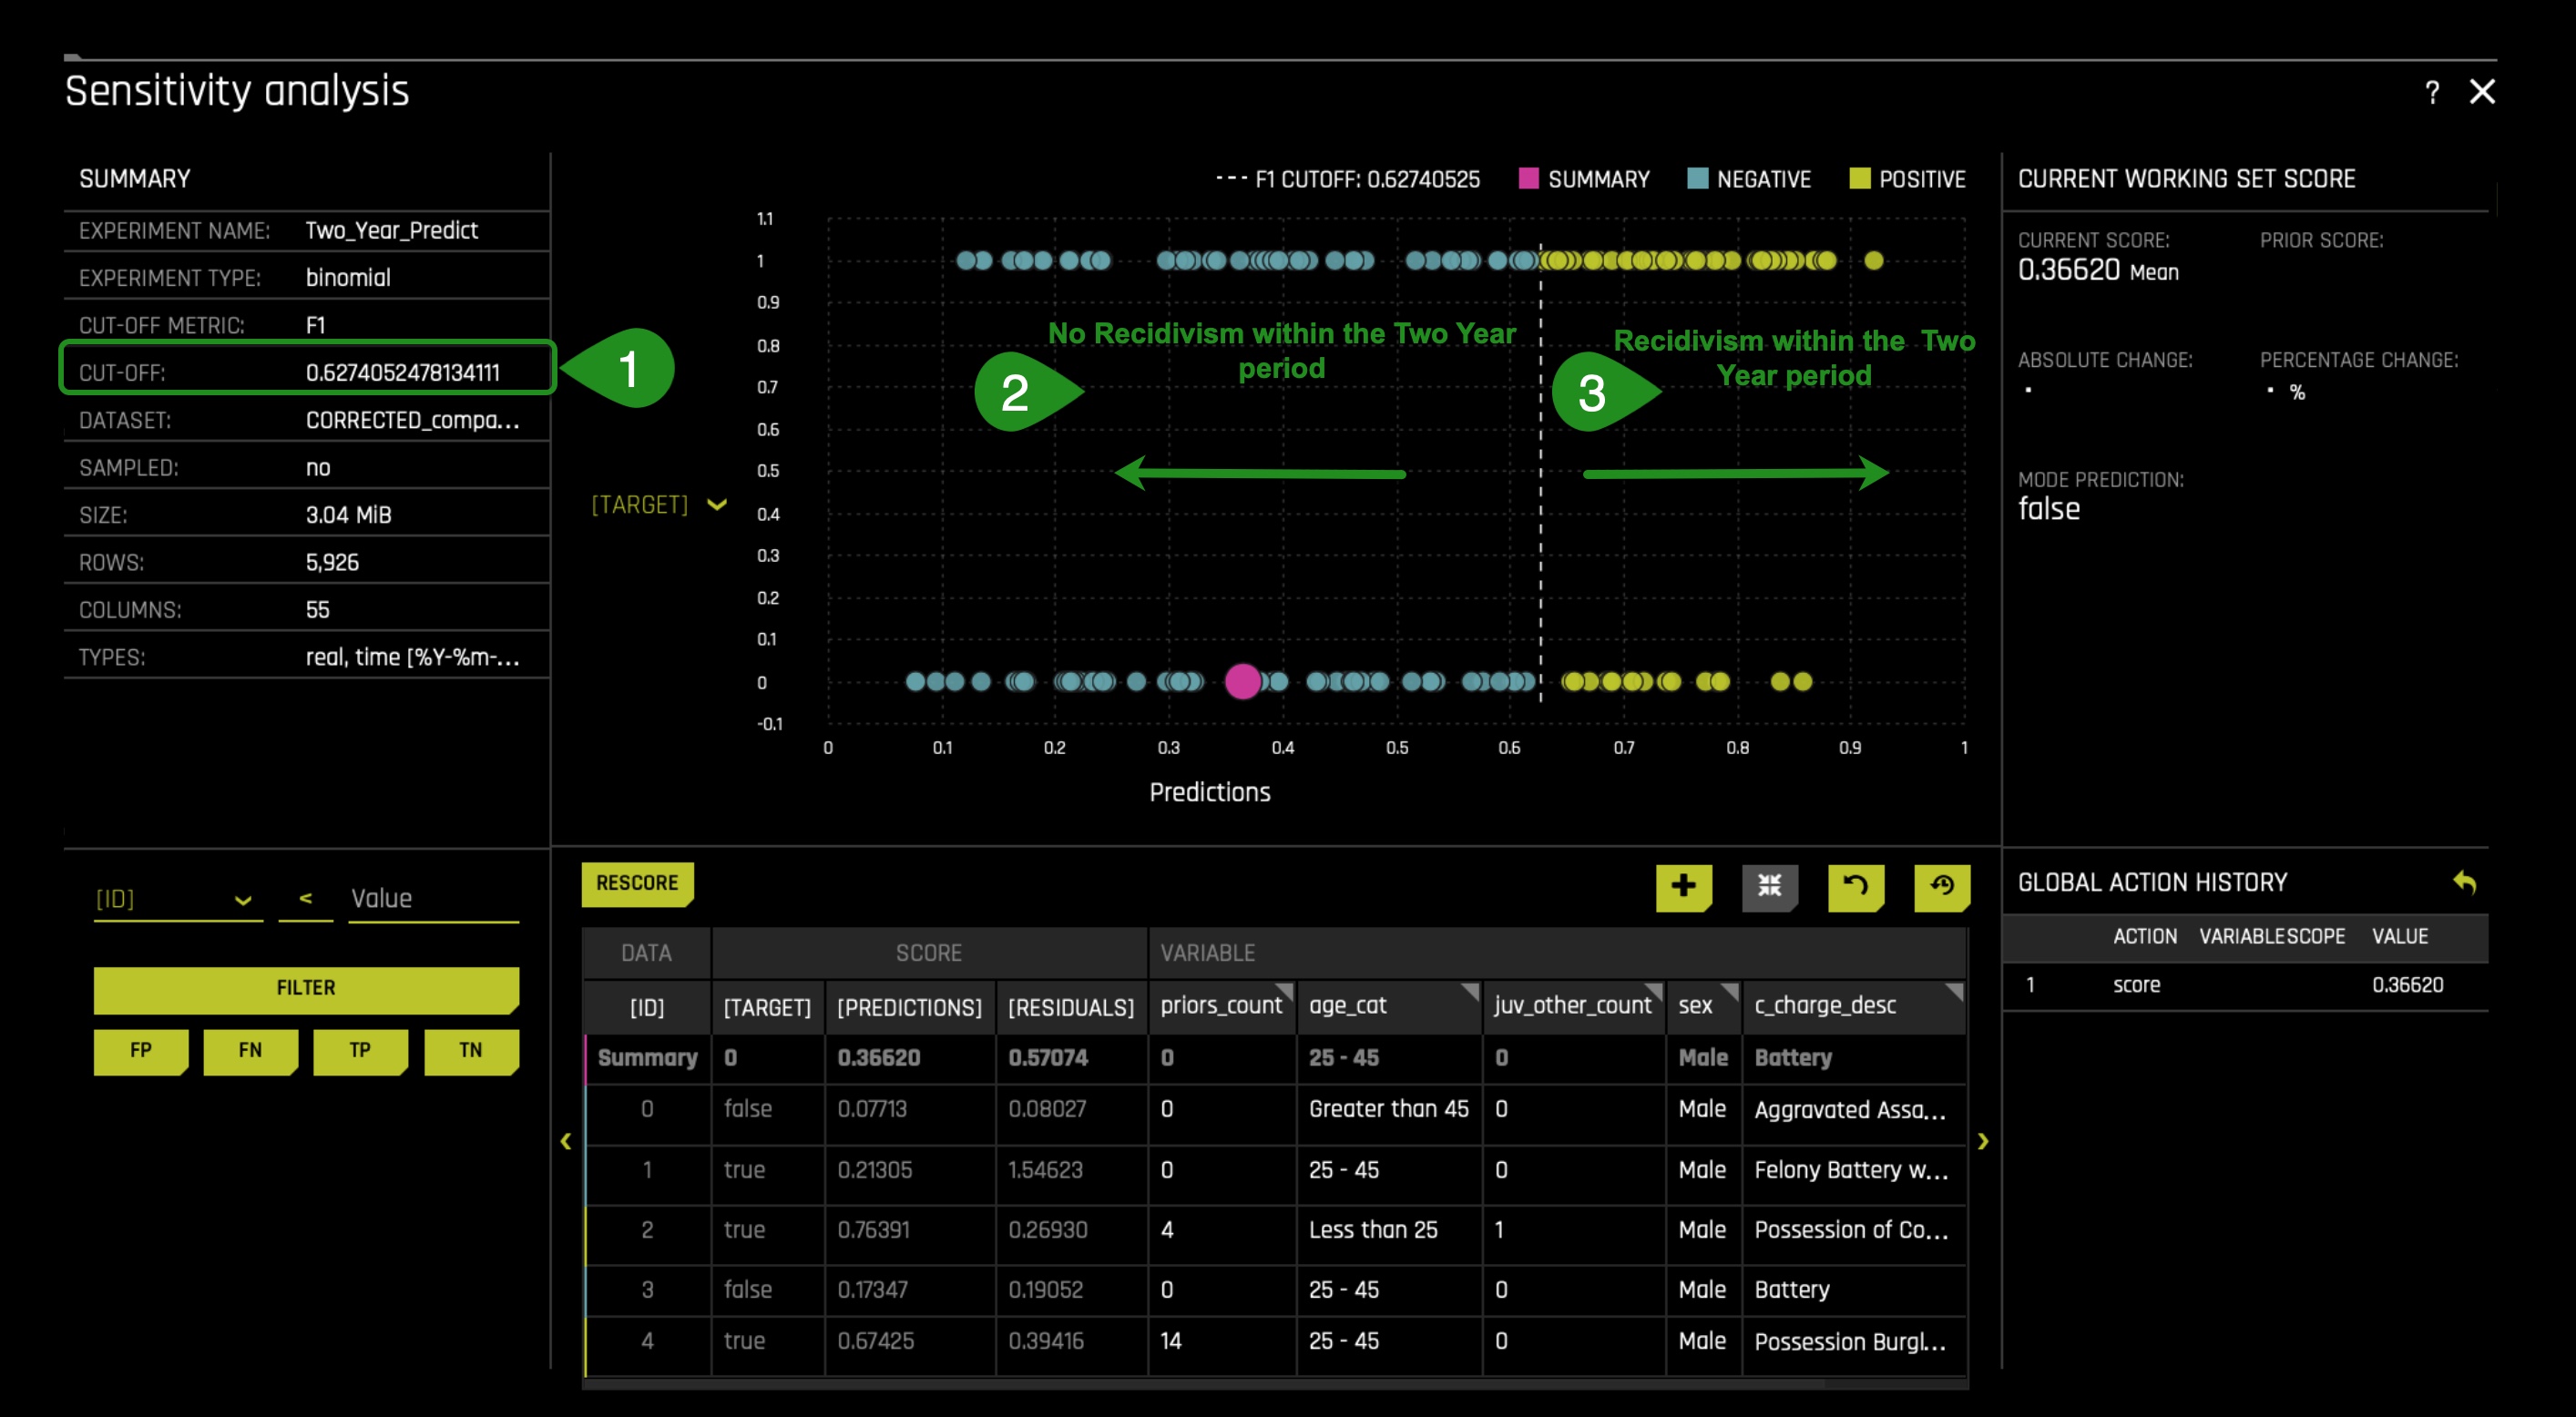 Sensitivity analysis
?
SUMMARY
EXPERIMENT NAME: Two_Year_Predict
EXPERIMENT TYPE: binomial
CUT-OFF METRIC: F1
CUT-OFF: 0.6274052478134111
DATASET: CORRECTED_compa...
SAMPLED: no
SIZE: 3.04 MiB
ROWS: 5,926
COLUMNS: 55
TYPES: real, time [%Y-%m-...
1
--- F1 CUTOFF: 0.62740525 SUMMARY NEGATIVE POSITIVE
[TARGET]
1.1
1
0.9
0.8
0.7
0.6
0.5
0.4
0.3
0.2
0.1
0
-0.1
No Recidivism within the Two Year
period
2
Recidivism within the Two
Year period
3
0 0.1 0.2 0.3 0.4 0.5 0.6 0.7 0.8 0.9 1
Predictions
CURRENT WORKING SET SCORE
CURRENT SCORE: PRIOR SCORE:
0.36620 Mean
ABSOLUTE CHANGE: PERCENTAGE CHANGE:
· · %
MODE PREDICTION:
false
[ID] < Value
FILTER
FP FN TP TN
RESCORE
DATA SCORE VARIABLE
[ID] [TARGET] [PREDICTIONS] [RESIDUALS] priors_count age_cat juv_other_count sex c_charge_desc
Summary 0 0.36620 0.57074 0 25 - 45 0 Male Battery
0 false 0.07713 0.08027 0 Greater than 45 0 Male Aggravated Assa...
1 true 0.21305 1.54623 0 25 - 45 0 Male Felony Battery w...
2 true 0.76391 0.26930 4 Less than 25 1 Male Possession of Co...
3 false 0.17347 0.19052 0 25 - 45 0 Male Battery
4 true 0.67425 0.39416 14 25 - 45 0 Male Possession Burgl...
GLOBAL ACTION HISTORY
ACTION VARIABLE SCOPE VALUE
1 score 0.36620